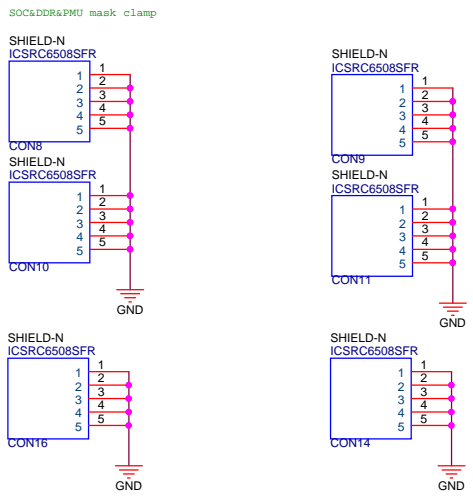 SOC&DDR&PMU mask clamp
SHIELD-N
ICSRC6508SFR
1 1
2 2
3 3
4 4
5 5
CON8
SHIELD-N
ICSRC6508SFR
1 1
2 2
3 3
4 4
5 5
CON10
GND
SHIELD-N
ICSRC6508SFR
1 1
2 2
3 3
4 4
5 5
CON9
SHIELD-N
ICSRC6508SFR
1 1
2 2
3 3
4 4
5 5
CON11
GND
SHIELD-N
ICSRC6508SFR
1 1
2 2
3 3
4 4
5 5
CON16
GND
SHIELD-N
ICSRC6508SFR
1 1
2 2
3 3
4 4
5 5
CON14
GND